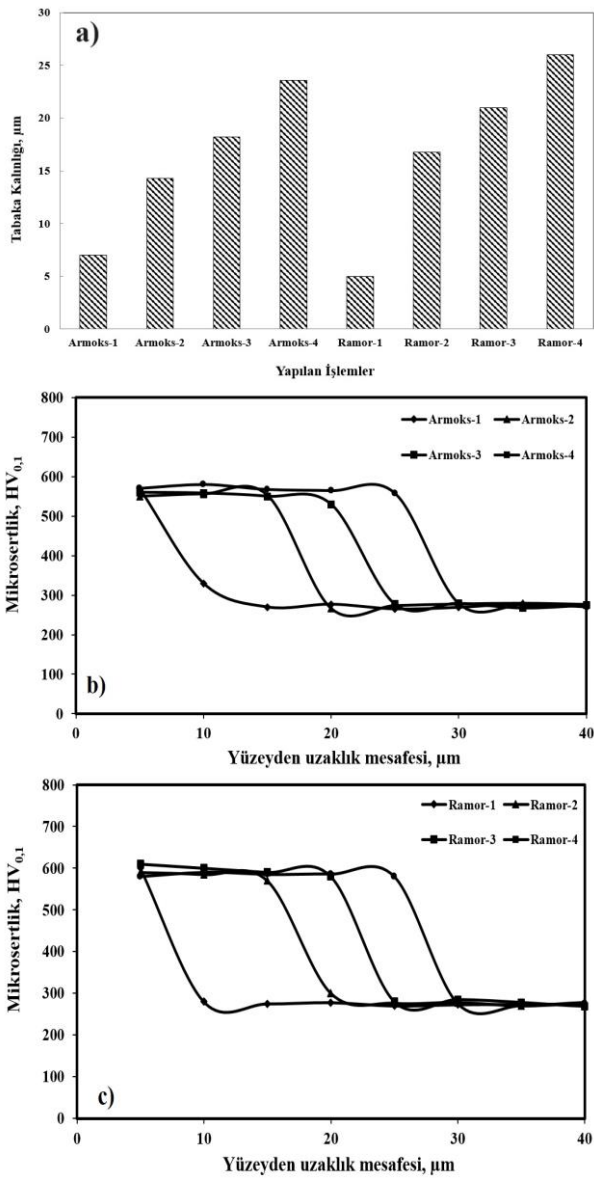 a)
Tabaka Kalınlığı, µm
30
25
20
15
10
5
0
Armoks-1 Armoks-2 Armoks-3 Armoks-4 Ramor-1 Ramor-2 Ramor-3 Ramor-4
Yapılan İşlemler
Mikrosertlik, HV0,1
800
700
600
500
400
300
200
100
0
Armoks-1 Armoks-2
Armoks-3 Armoks-4
b)
0 10 20 30 40
Yüzeyden uzaklık mesafesi, µm
Mikrosertlik, HV0,1
800
700
600
500
400
300
200
100
0
Ramor-1 Ramor-2
Ramor-3 Ramor-4
c)
0 10 20 30 40
Yüzeyden uzaklık mesafesi, µm